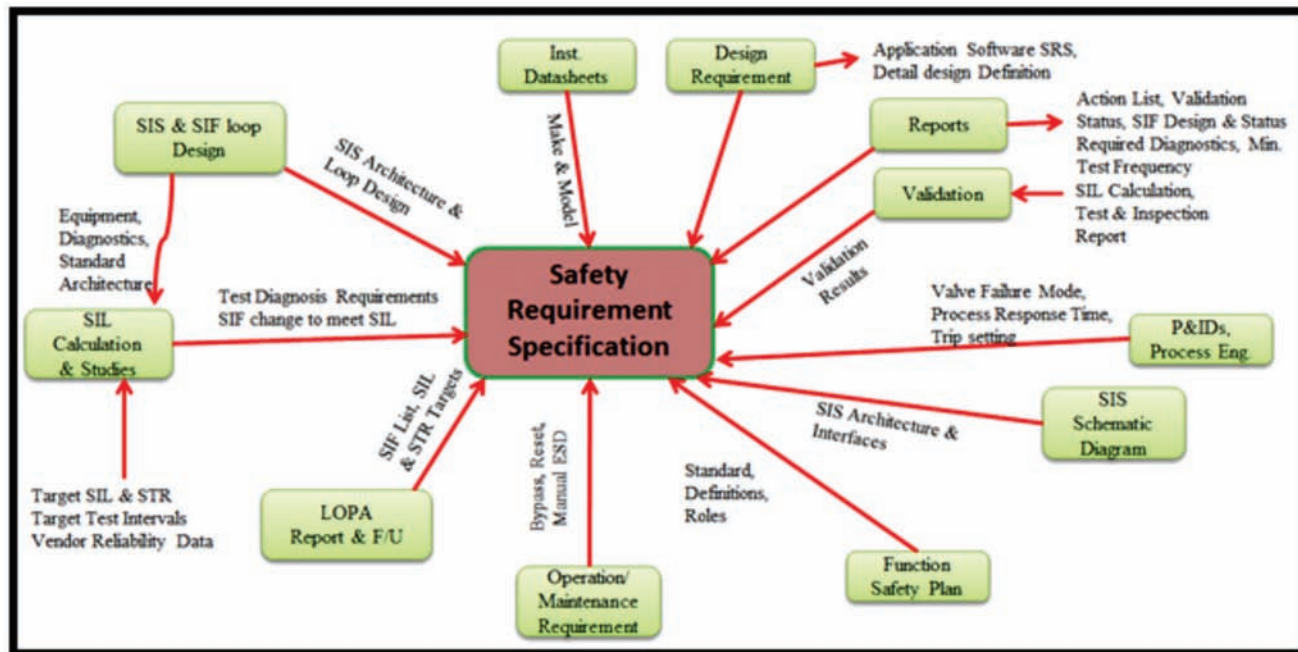 Inst.
Datasheets
Design
Requirement
Application Software SRS,
Detail design Definition
SIS & SIF loop
Design
Reports
Action List, Validation
Status, SIF Design & Status
Required Diagnostics, Min.
Test Frequency
SIL Calculation,
Test & Inspection
Report
Validation
SIS Architecture &
Loop Design
Make & Model
Equipment,
Diagnostics,
Standard
Architecture
Validation
Results
Safety
Requirement
Specification
Test Diagnosis Requirements
SIF change to meet SIL
Valve Failure Mode,
Process Response Time,
Trip setting
P&IDs,
Process Eng.
SIL
Calculation
& Studies
SIF List, SIL
& STR Targets
SIS Architecture &
Interfaces
SIS
Schematic
Diagram
Bypass, Reset,
Manual ESD
Standard,
Definitions,
Roles
Target SIL & STR
Target Test Intervals
Vendor Reliability Data
LOPA
Report & F/U
Operation/
Maintenance
Requirement
Function
Safety Plan